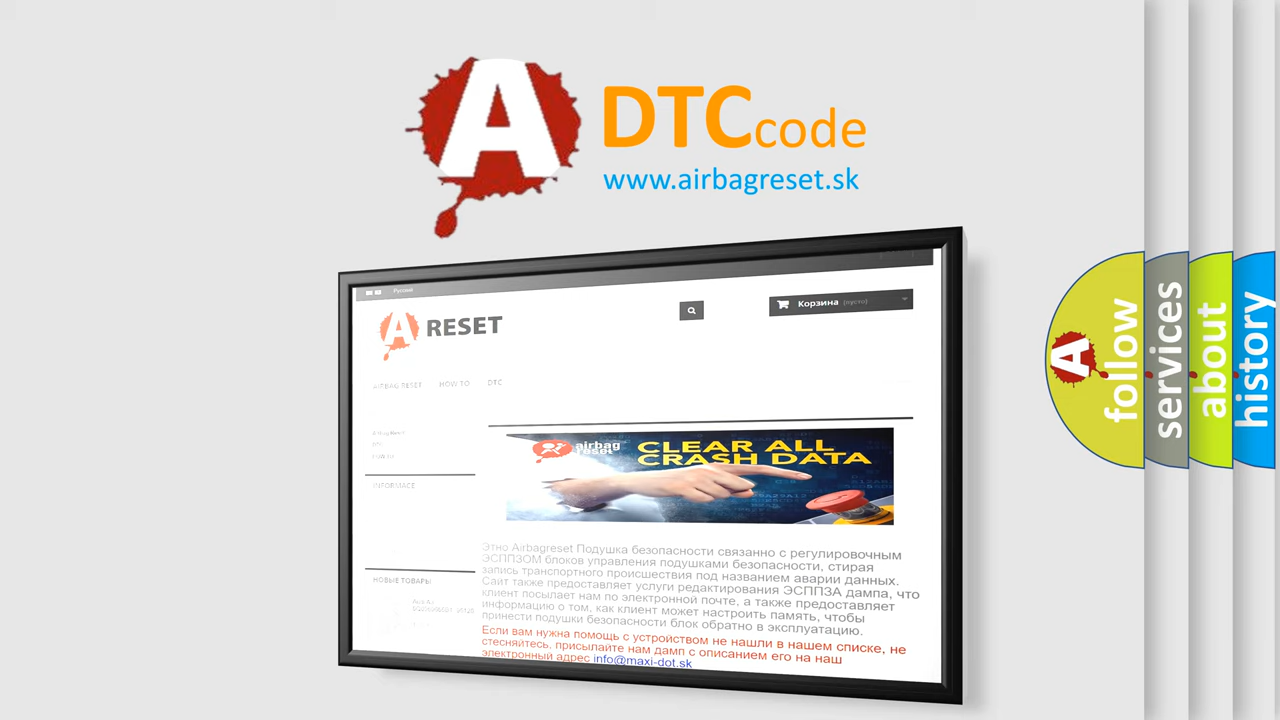 A
DTCcode
www.airbagreset.sk
Русский
A RESET
Корзина (пусто)
AIRBAG RESET HOW TO DTC
DTC
INFORMACE
airbag
reset
CLEAR ALL
CRASH DATA
Этно Airbagreset Подушка безопасности связанно с регулировочным
ЭСППЗОМ блоков управления подушками безопасности, стирая
запись транспортного происшествия под названием аварии данных.
Сайт также предоставляет услуги редактирования ЭСППЗА дампа, что
клиент посылает нам по электронной почте, а также предоставляет
информацию о том, как клиент может настроить память, чтобы
принести подушки безопасности блок обратно в эксплуатацию.
Если вам нужна помощь с устройством не нашли в нашем списке, не
стесняйтесь, присылайте нам дамп с описанием его на наш
электронный адрес info@maxi-dot.sk
НОВЫЕ ТОВАРЫ
A
follow
services
about
history